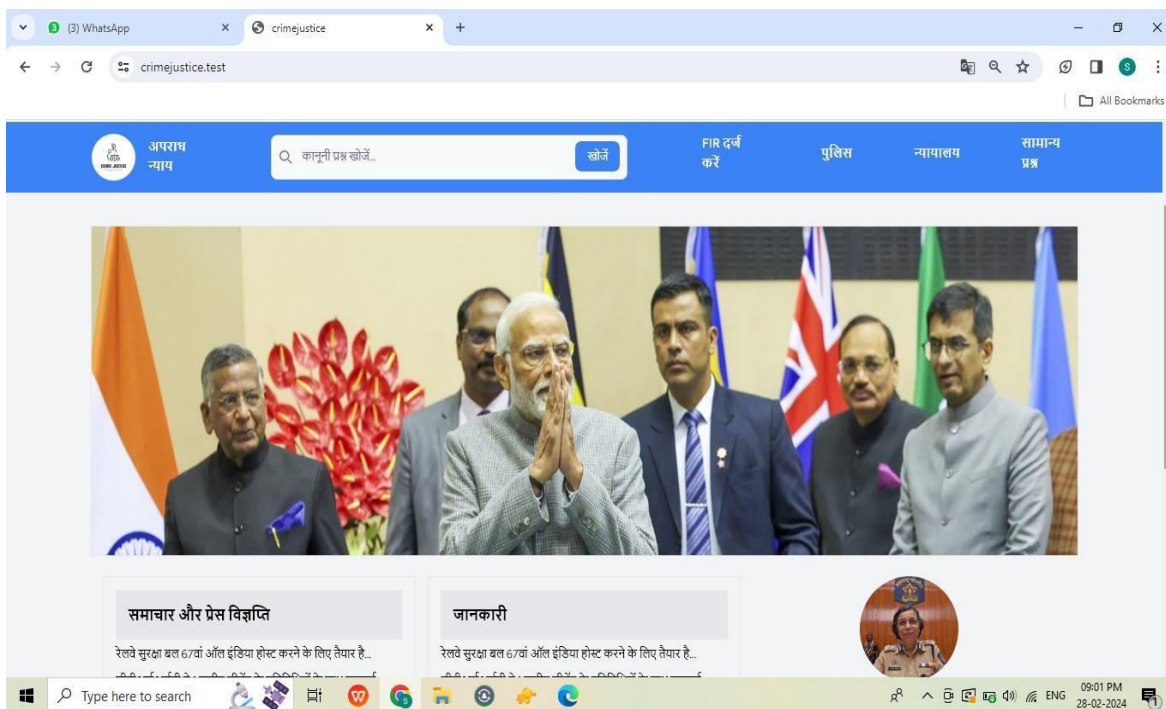 (3) WhatsApp
crimejustice
crimejustice.test
All Bookmarks
अपराध
न्याय
CRIME JUSTICE
कानूनी प्रश्न खोजें...
खोजें
FIR दर्ज
करें
पुलिस
न्यायालय
सामान्य
प्रश्न
समाचार और प्रेस विज्ञप्ति
रेलवे सुरक्षा बल 67वां ऑल इंडिया होस्ट करने के लिए तैयार है...
जानकारी
रेलवे सुरक्षा बल 67वां ऑल इंडिया होस्ट करने के लिए तैयार है...
Type here to search
ENG
09:01 PM
28-02-2024